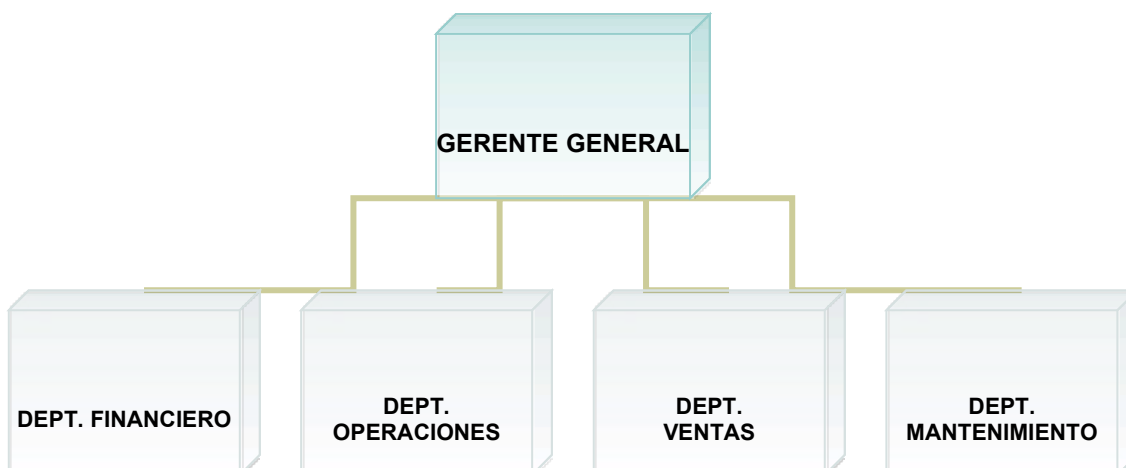 GERENTE GENERAL
DEPT. FINANCIERO
DEPT.
OPERACIONES
DEPT.
VENTAS
DEPT.
MANTENIMIENTO